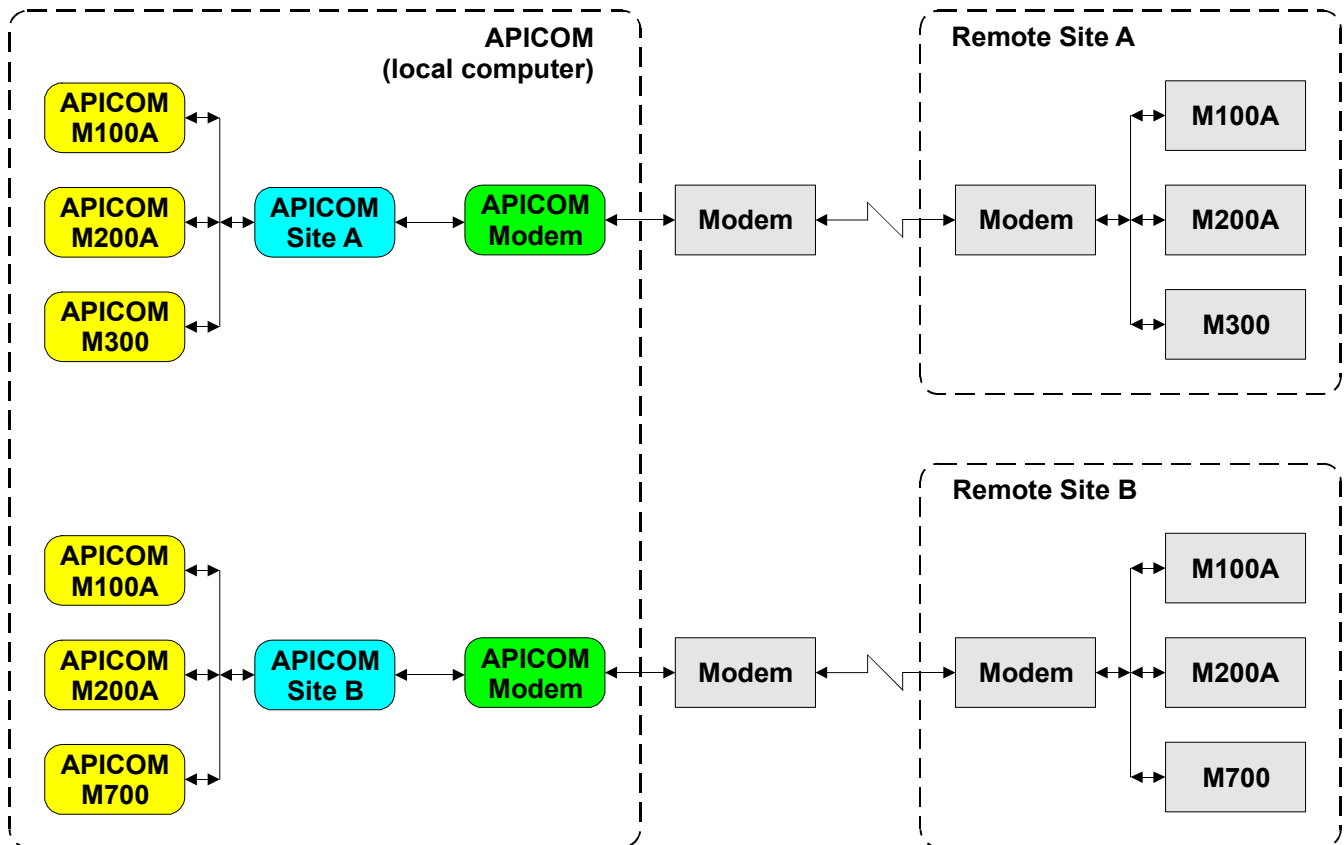 APICOM
(local computer)
APICOM
M100A
APICOM
M200A
APICOM
M300
APICOM
Site A
APICOM
Modem
Modem
Remote Site A
Modem
M100A
M200A
M300
APICOM
M100A
APICOM
M200A
APICOM
M700
APICOM
Site B
APICOM
Modem
Modem
Remote Site B
Modem
M100A
M200A
M700